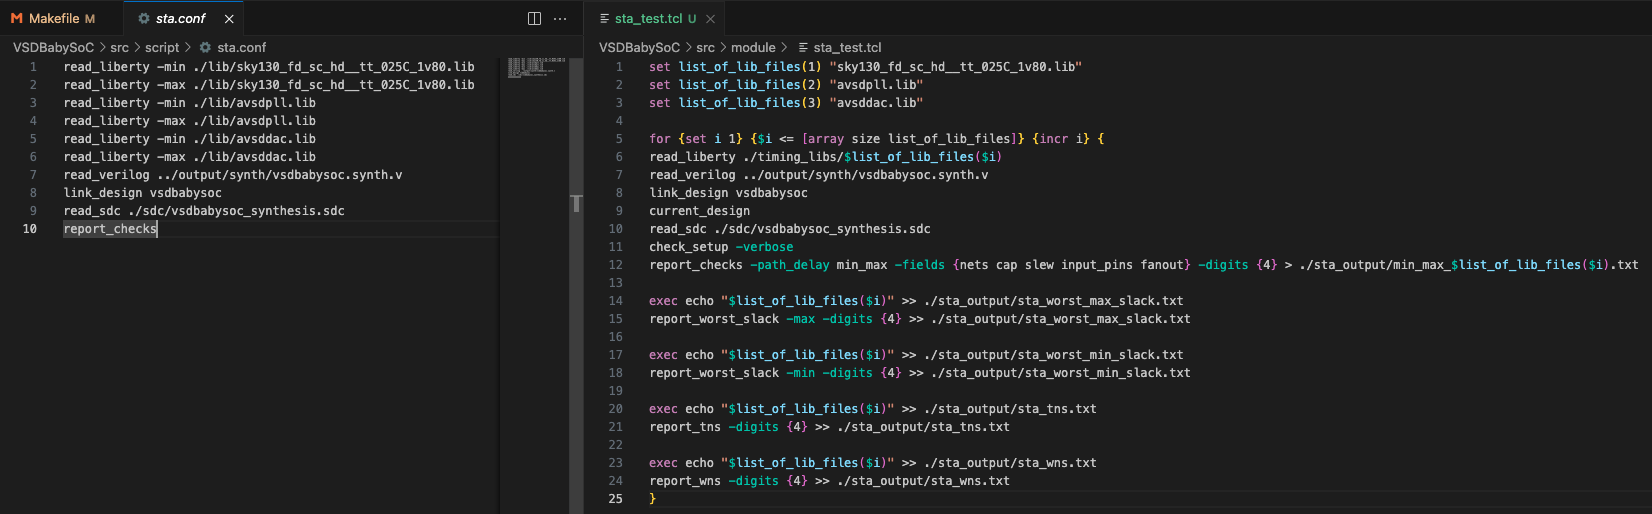 Makefile M
sta.conf
VSDBabySoC > src > script > sta.conf
1 read_liberty -min ./lib/sky130_fd_sc_hd__tt_025C_1v80.lib
2 read_liberty -max ./lib/sky130_fd_sc_hd__tt_025C_1v80.lib
3 read_liberty -min ./lib/avsdpll.lib
4 read_liberty -max ./lib/avsdpll.lib
5 read_liberty -min ./lib/avsddac.lib
6 read_liberty -max ./lib/avsddac.lib
7 read_verilog ../output/synth/vsdbabysoc.synth.v
8 link_design vsdbabysoc
9 read_sdc ./sdc/vsdbabysoc_synthesis.sdc
10 report_checks
sta_test.tcl U
VSDBabySoC > src > module > sta_test.tcl
1 set list_of_lib_files(1) "sky130_fd_sc_hd__tt_025C_1v80.lib"
2 set list_of_lib_files(2) "avsdpll.lib"
3 set list_of_lib_files(3) "avsddac.lib"
4
5 for {set i 1} {$i <= [array size list_of_lib_files]} {incr i} {
6 read_liberty ./timing_libs/$list_of_lib_files($i)
7 read_verilog ../output/synth/vsdbabysoc.synth.v
8 link_design vsdbabysoc
9 current_design
10 read_sdc ./sdc/vsdbabysoc_synthesis.sdc
11 check_setup -verbose
12 report_checks -path_delay min_max -fields {nets cap slew input_pins fanout} -digits {4} > ./sta_output/min_max_$list_of_lib_files($i).txt
13
14 exec echo "$list_of_lib_files($i)" >> ./sta_output/sta_worst_max_slack.txt
15 report_worst_slack -max -digits {4} >> ./sta_output/sta_worst_max_slack.txt
16
17 exec echo "$list_of_lib_files($i)" >> ./sta_output/sta_worst_min_slack.txt
18 report_worst_slack -min -digits {4} >> ./sta_output/sta_worst_min_slack.txt
19
20 exec echo "$list_of_lib_files($i)" >> ./sta_output/sta_tns.txt
21 report_tns -digits {4} >> ./sta_output/sta_tns.txt
22
23 exec echo "$list_of_lib_files($i)" >> ./sta_output/sta_wns.txt
24 report_wns -digits {4} >> ./sta_output/sta_wns.txt
25 }